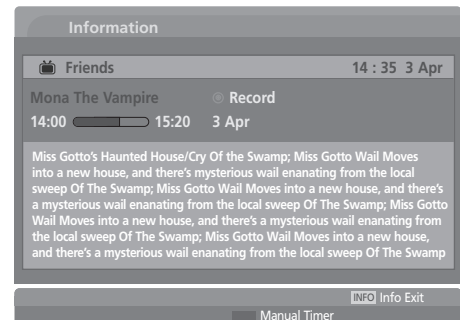 Information
Friends 14 : 35 3 Apr
Mona The Vampire Record
14:00 15:20 3 Apr
Miss Gotto's Haunted House/Cry Of the Swamp; Miss Gotto Wail Moves
into a new house, and there's mysterious wail enanating from the local
sweep Of The Swamp; Miss Gotto Wail Moves into a new house, and there's
a mysterious wail enanating from the local sweep Of The Swamp; Miss Gotto
Wail Moves into a new house, and there's a mysterious wail enanating from
the local sweep Of The Swamp; Miss Gotto Wail Moves into a new house,
and there's a mysterious wail enanating from the local sweep Of The Swamp
INFO Info Exit
Manual Timer